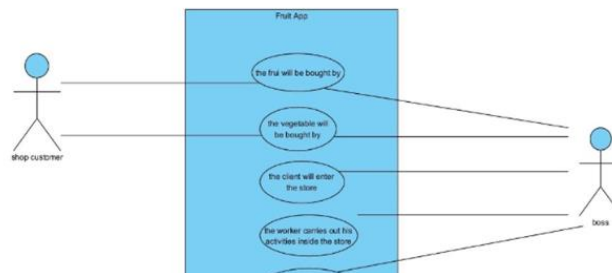 Fruit App
the frui will be bought by
the vegetable will
be bought by
shop customer
the client will enter
the store
the worker carries out his
activities inside the store
boss